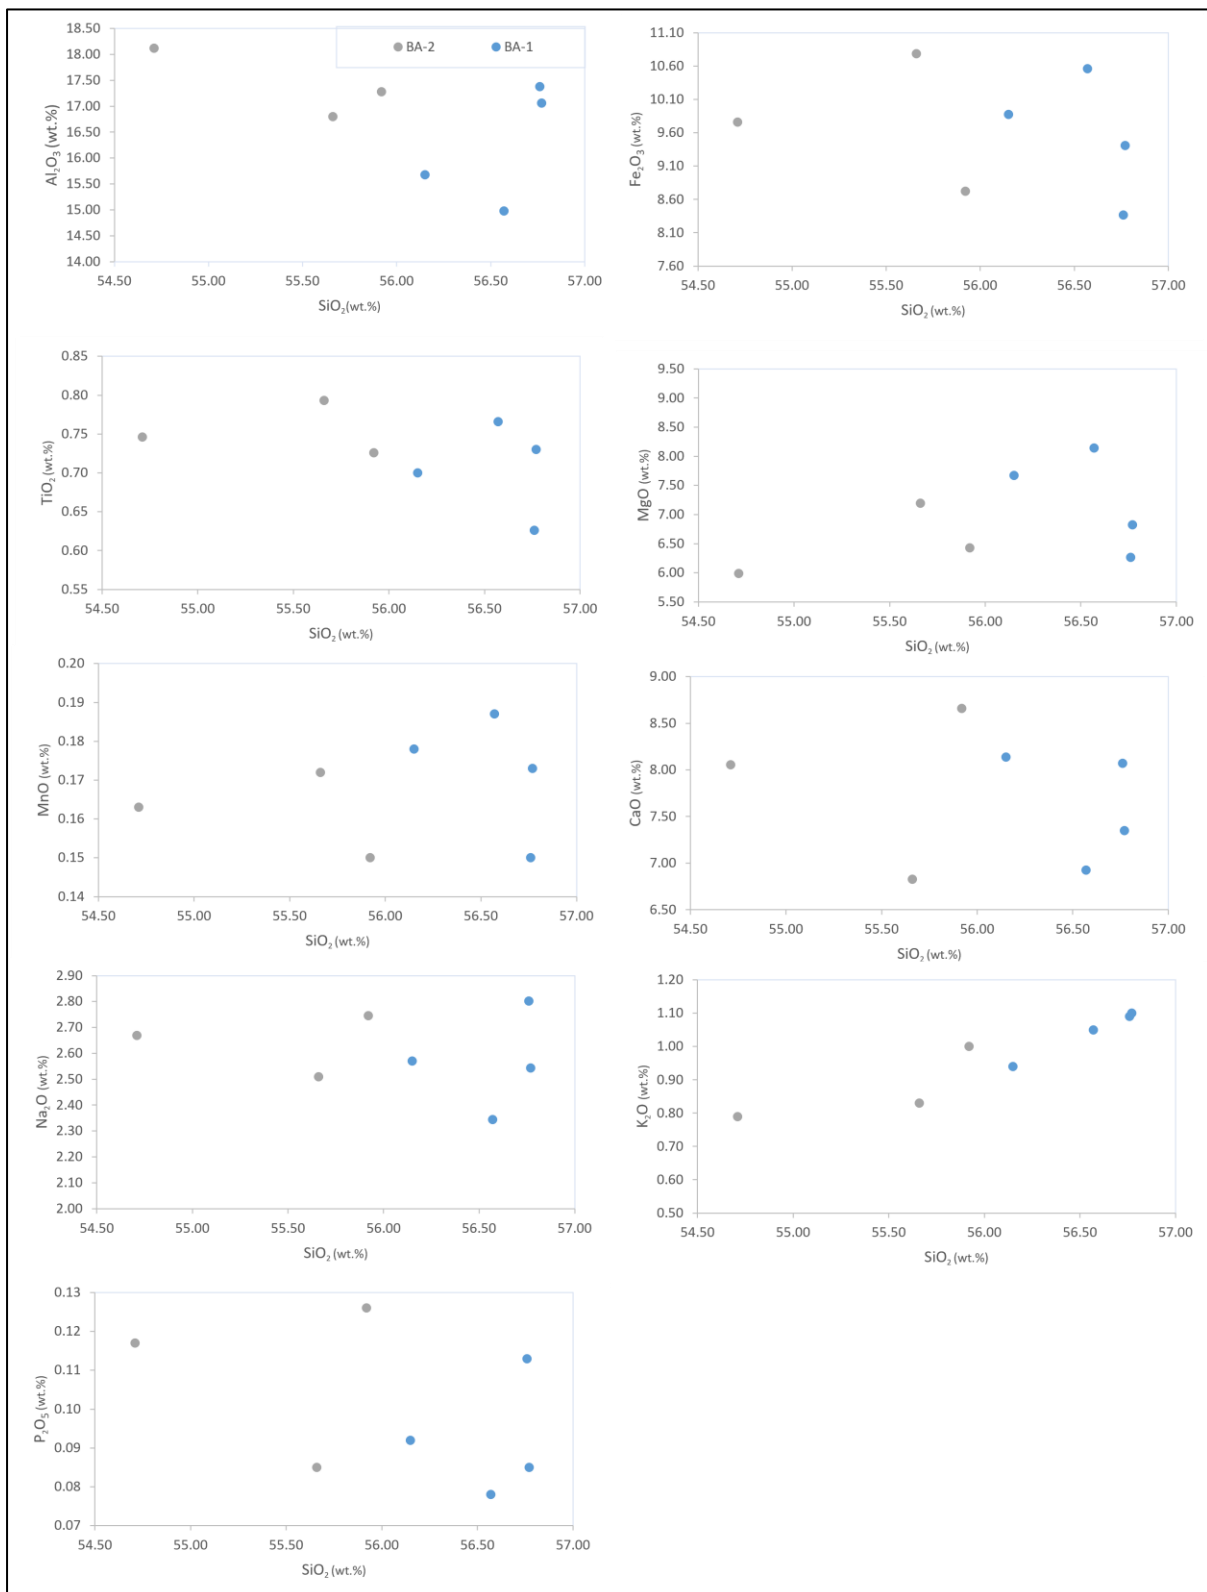 BA-2 BA-1
18.50
18.00
17.50
17.00
16.50
16.00
15.50
15.00
14.50
14.00
Al₂O₃ (wt.%)
54.50 55.00 55.50 56.00 56.50 57.00
SiO₂(wt.%)
11.10
10.60
10.10
9.60
9.10
8.60
8.10
7.60
Fe₂O₃ (wt.%)
54.50 55.00 55.50 56.00 56.50 57.00
SiO₂ (wt.%)
0.85
0.80
0.75
0.70
0.65
0.60
0.55
TiO₂ (wt.%)
54.50 55.00 55.50 56.00 56.50 57.00
SiO₂ (wt.%)
9.50
9.00
8.50
8.00
7.50
7.00
6.50
6.00
5.50
MgO (wt.%)
54.50 55.00 55.50 56.00 56.50 57.00
SiO₂ (wt.%)
0.20
0.19
0.18
0.17
0.16
0.15
0.14
MnO (wt.%)
54.50 55.00 55.50 56.00 56.50 57.00
SiO₂ (wt.%)
9.00
8.50
8.00
7.50
7.00
6.50
CaO (wt.%)
54.50 55.00 55.50 56.00 56.50 57.00
SiO₂ (wt.%)
2.90
2.80
2.70
2.60
2.50
2.40
2.30
2.20
2.10
2.00
Na₂O (wt.%)
54.50 55.00 55.50 56.00 56.50 57.00
SiO₂ (wt.%)
1.20
1.10
1.00
0.90
0.80
0.70
0.60
0.50
K₂O (wt.%)
54.50 55.00 55.50 56.00 56.50 57.00
SiO₂ (wt.%)
0.13
0.12
0.11
0.10
0.09
0.08
0.07
P₂O₅ (wt.%)
54.50 55.00 55.50 56.00 56.50 57.00
SiO₂ (wt.%)